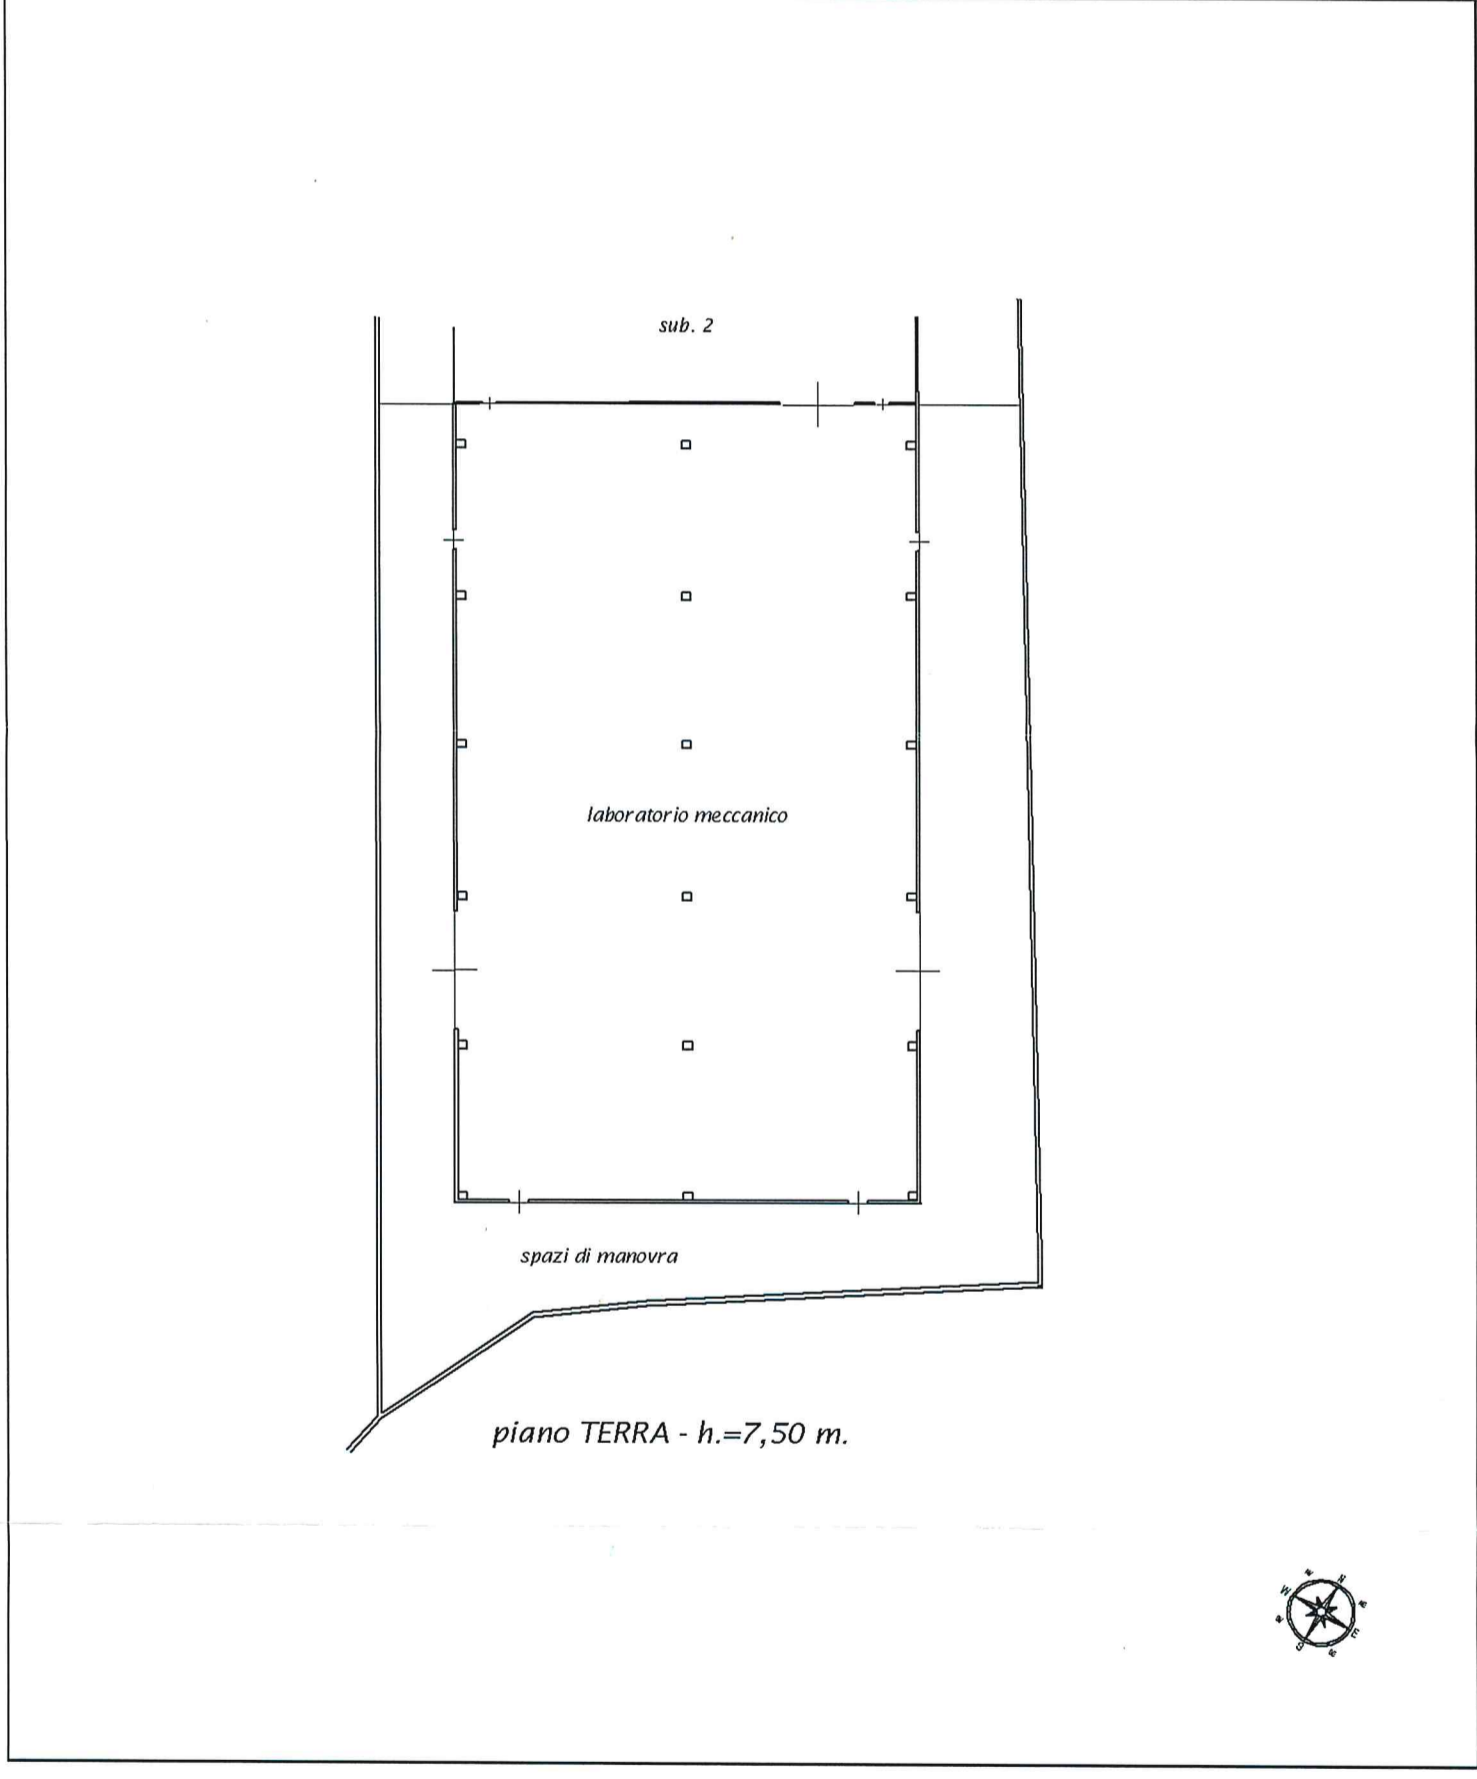 sub. 2
laboratorio meccanico
spazi di manovra
piano TERRA - h.=7,50 m.
N
W
E